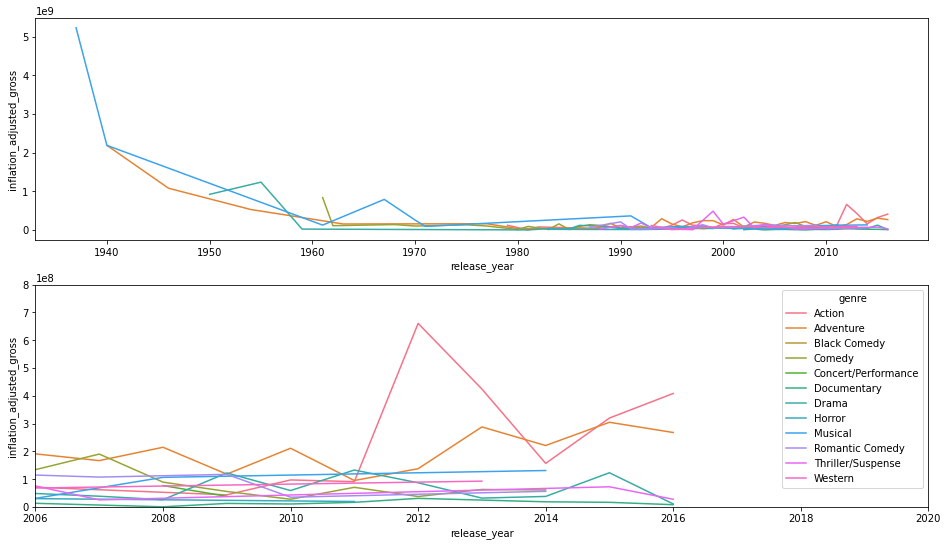 1e9
inflation_adjusted_gross
5
4
3
2
1
0
1940
1950
1960
1970
1980
1990
2000
2010
release_year
1e8
inflation_adjusted_gross
8
7
6
5
4
3
2
1
0
2006
2008
2010
2012
2014
2016
2018
2020
release_year
genre
Action
Adventure
Black Comedy
Comedy
Concert/Performance
Documentary
Drama
Horror
Musical
Romantic Comedy
Thriller/Suspense
Western